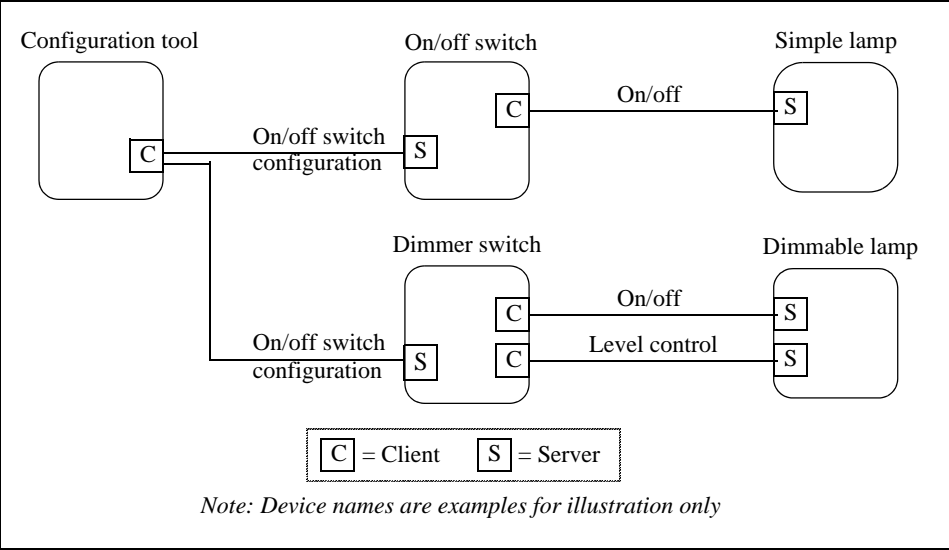 Configuration tool
On/off switch
Simple lamp
C
On/off
S
On/off switch
configuration
C
S
Dimmer switch
Dimmable lamp
C
On/off
S
On/off switch
configuration
S
C
Level control
S
C = Client
S = Server
Note: Device names are examples for illustration only